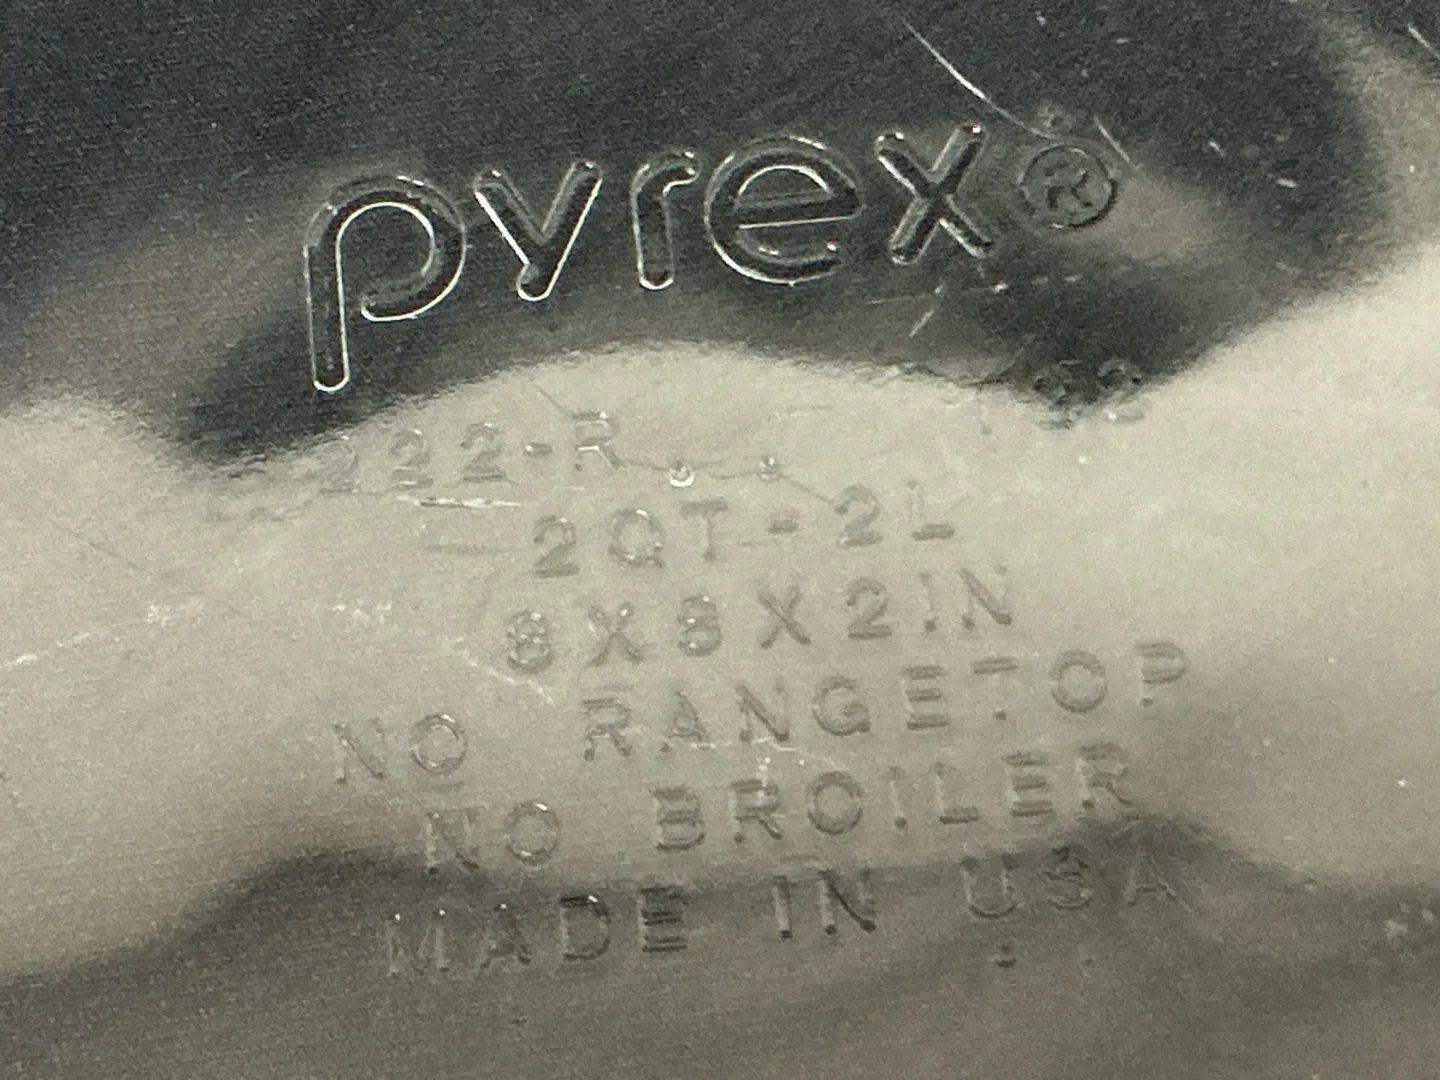 pyrex®
222-R
2QT-2L
8X8X2IN
NO RANGETOP
NO BROILER
MADE IN USA